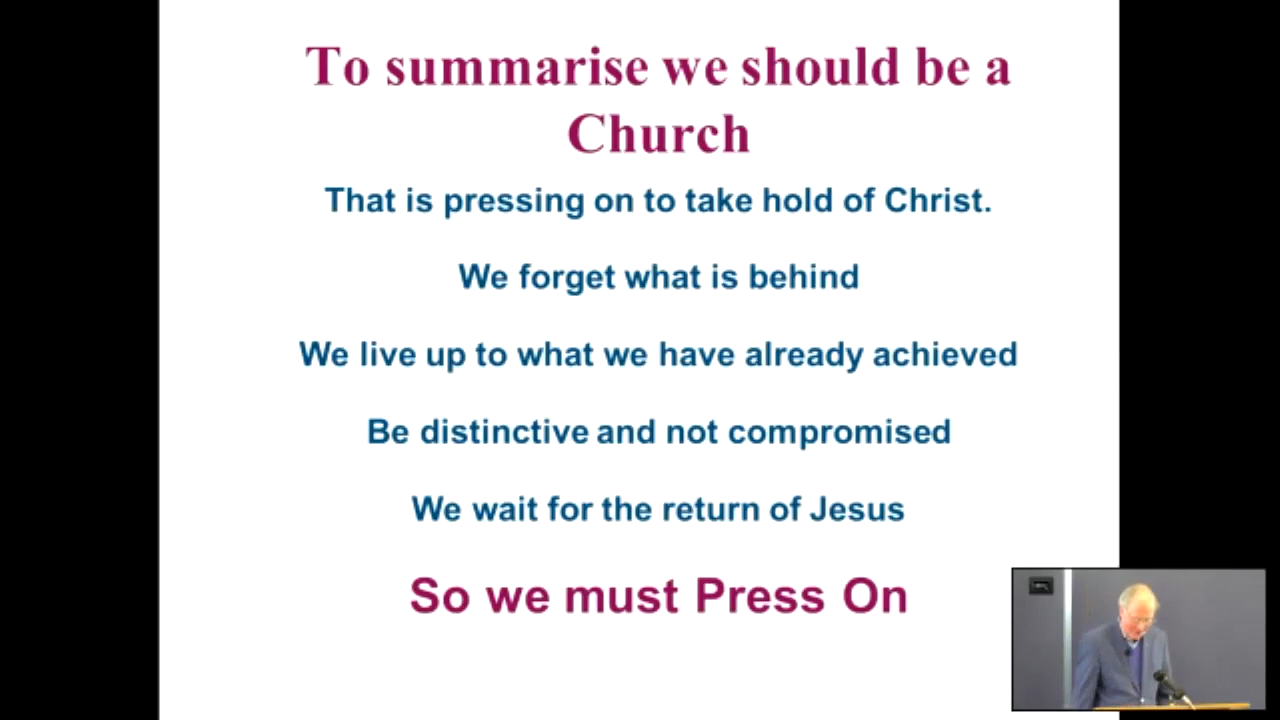 To summarise we should be a
Church
That is pressing on to take hold of Christ.
We forget what is behind
We live up to what we have already achieved
Be distinctive and not compromised
We wait for the return of Jesus
So we must Press On